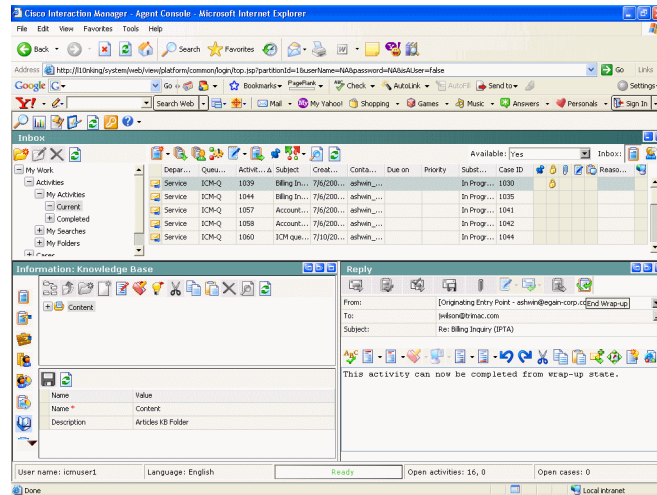 Cisco Interaction Manager - Agent Console - Microsoft Internet Explorer
File Edit View Favorites Tools Help
Back Search Favorites
Address http://l10nking/system/web/view/platform/common/login/top.jsp?partitionId=1&userName=NA&password=NA&isAUser=false Go Links
Google G Go Bookmarks PageRank Check AutoLink AutoFill Send to Settings
Y! Search Web Mail My Yahoo! Shopping Games Music Answers Personals Sign In
Inbox
Available: Yes Inbox:
My Work
Activities
My Activities
Current
Completed
My Searches
My Folders
Cases
Depar... Queu... Activit... Subject Creat... Conta... Due on Priority Subst... Case ID Reaso...
Service ICM-Q 1039 Billing In... 7/6/200... ashwin_... In Progr... 1030
Service ICM-Q 1044 Billing In... 7/6/200... ashwin_... In Progr... 1035
Service ICM-Q 1057 Account... 7/6/200... ashwin_... In Progr... 1041
Service ICM-Q 1058 Account... 7/6/200... ashwin_... In Progr... 1042
Service ICM-Q 1060 ICM que... 7/10/20... ashwin_... In Progr... 1044
Information: Knowledge Base
Content
Name Value
Name * Content
Description Articles KB Folder
Reply
From: [Originating Entry Point - ashwin@egain-corp.co
End Wrap-up
To: jwilson@trimac.com
Subject: Re: Billing Inquiry (IPTA)
This activity can now be completed from wrap-up state.
User name: icmuser1 Language: English Ready Open activities: 16, 0 Open cases: 0
Done Local intranet